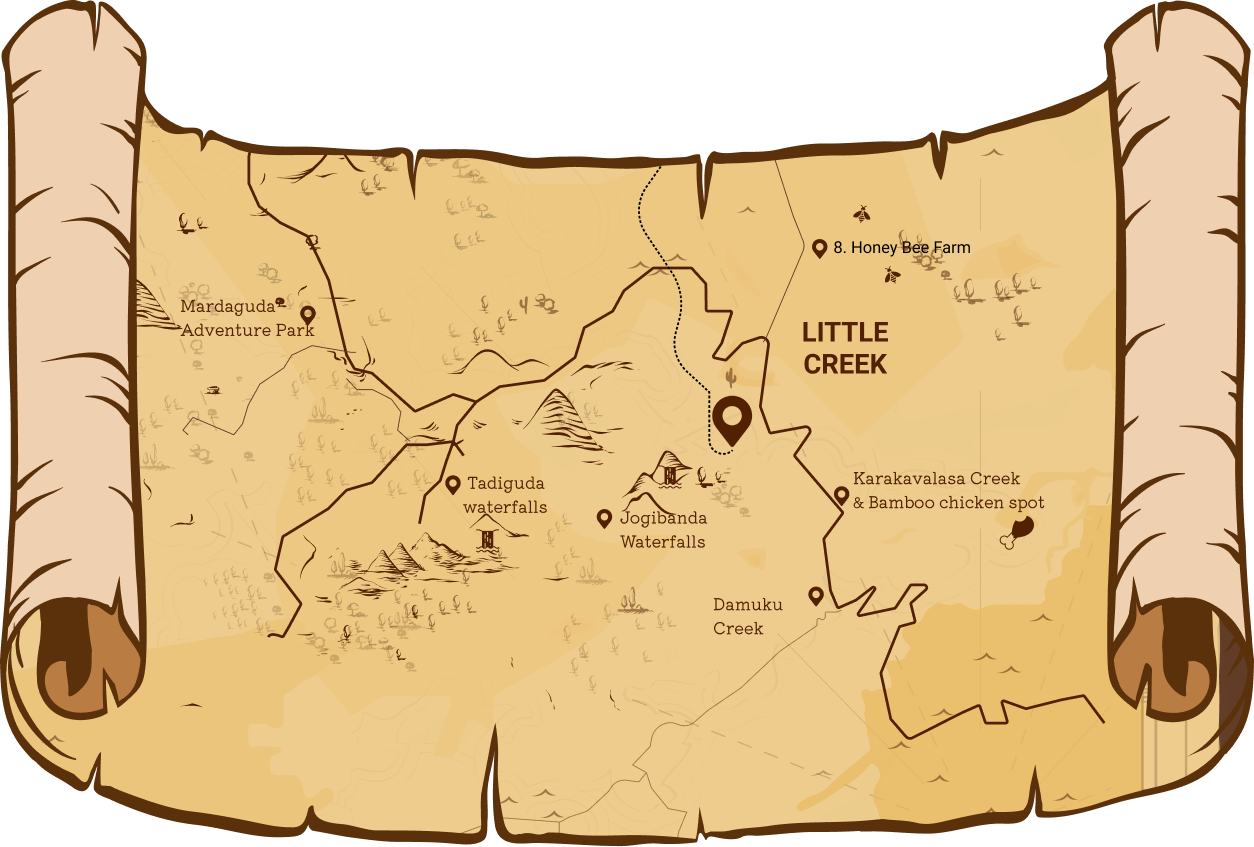 8. Honey Bee Farm
Mardaguda
Adventure Park
LITTLE
CREEK
Karakavalasa Creek
& Bamboo chicken spot
Tadiguda
waterfalls
Jogibanda
Waterfalls
Damuku
Creek